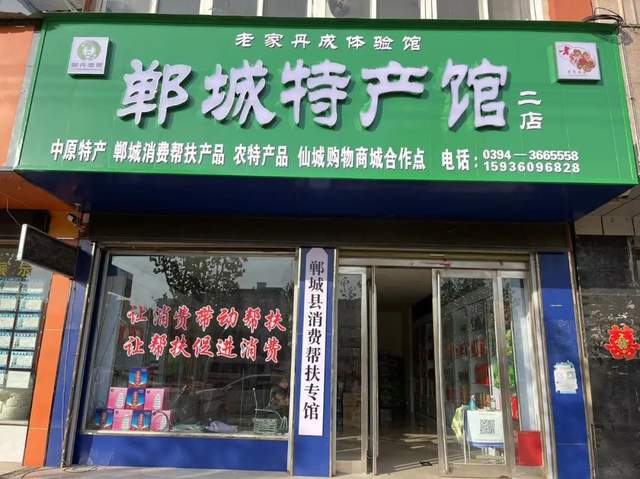 老家丹成体验馆
郸城特产馆
二店
中原特产 郸城消费帮扶产品 农特产品 仙城购物商城合作点 电话:0394—3665558
15936096828
让消费带动帮扶
让帮扶促进消费
郸城县消费帮扶专馆
囍